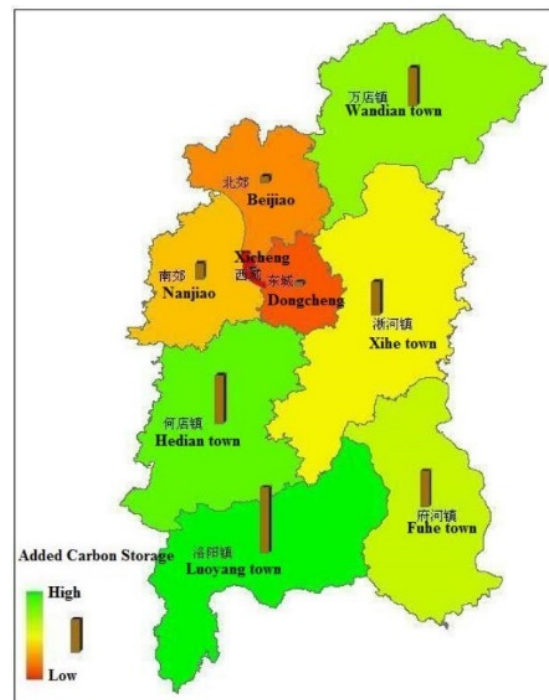 万店镇
Wandian town
北郊
Beijiao
Xicheng
西城
东城
Dongcheng
南郊
Nanjiao
淅河镇
Xihe town
何店镇
Hedian town
府河镇
Fuhe town
洛阳镇
Luoyang town
Added Carbon Storage
High
Low